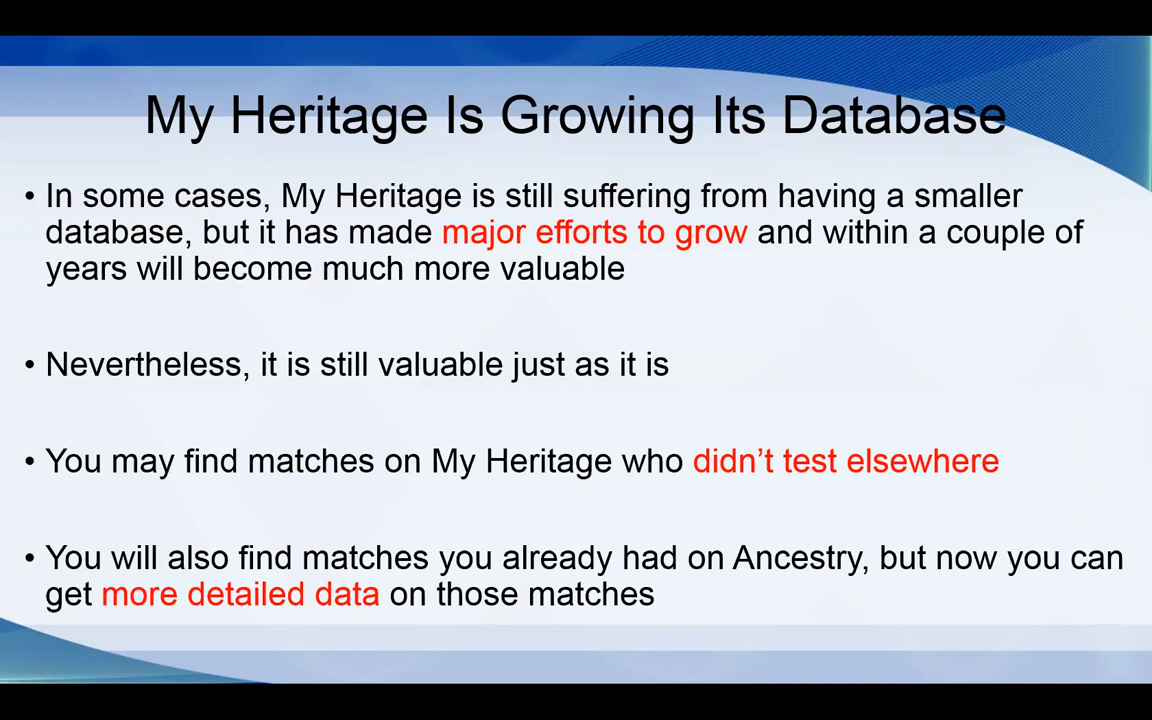 My Heritage Is Growing Its Database
• In some cases, My Heritage is still suffering from having a smaller
database, but it has made major efforts to grow and within a couple of
years will become much more valuable
• Nevertheless, it is still valuable just as it is
• You may find matches on My Heritage who didn’t test elsewhere
• You will also find matches you already had on Ancestry, but now you can
get more detailed data on those matches